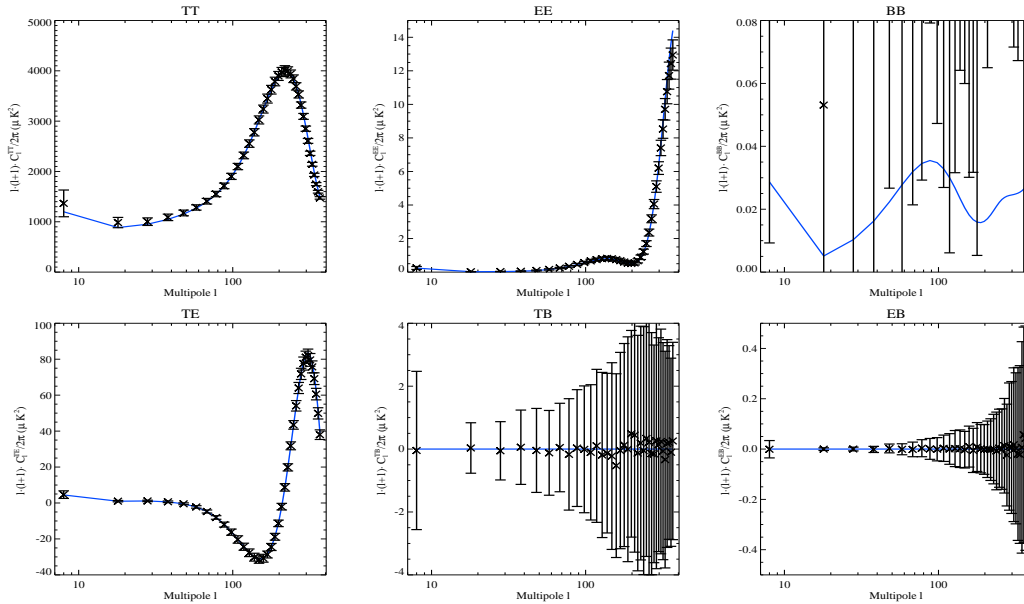 TT
EE
BB
5000
4000
3000
2000
1000
0
l·(l+1)· C_l^TT/2π (μ K²)
10
100
Multipole l
14
12
10
8
6
4
2
0
l·(l+1)· C_l^EE/2π (μ K²)
10
100
Multipole l
0.08
0.06
0.04
0.02
0.00
l·(l+1)· C_l^BB/2π (μ K²)
10
100
Multipole l
TE
TB
EB
100
80
60
40
20
0
-20
-40
l·(l+1)· C_l^EE/2π (μ K²)
10
100
Multipole l
4
2
0
-2
-4
l·(l+1)· C_l^TB/2π (μ K²)
10
100
Multipole l
0.4
0.2
0.0
-0.2
-0.4
l·(l+1)· C_l^EB/2π (μ K²)
10
100
Multipole l